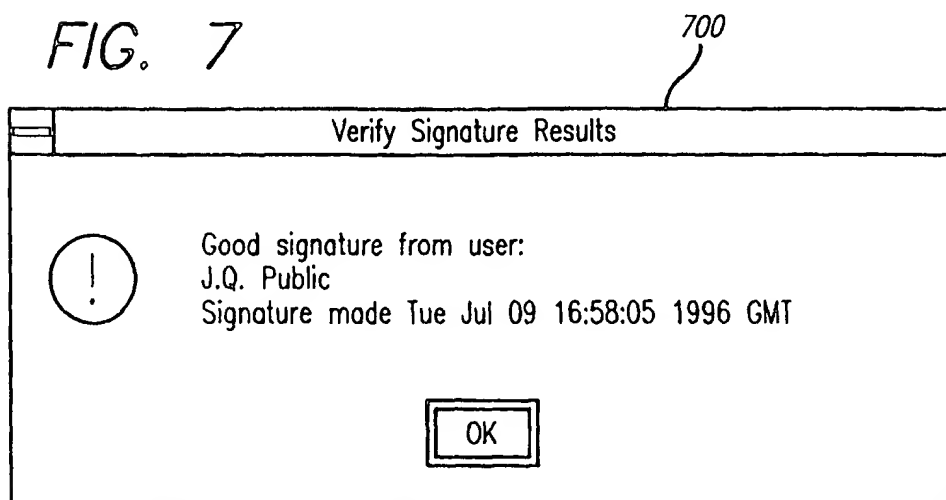 FIG. 7
700
Verify Signature Results
!
Good signature from user:
J.Q. Public
Signature made Tue Jul 09 16:58:05 1996 GMT
OK